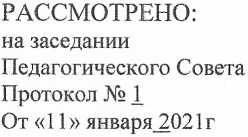 РАССМОТРЕНО:
на заседании
Педагогического Совета
Протокол № 1
От «11» января 2021г